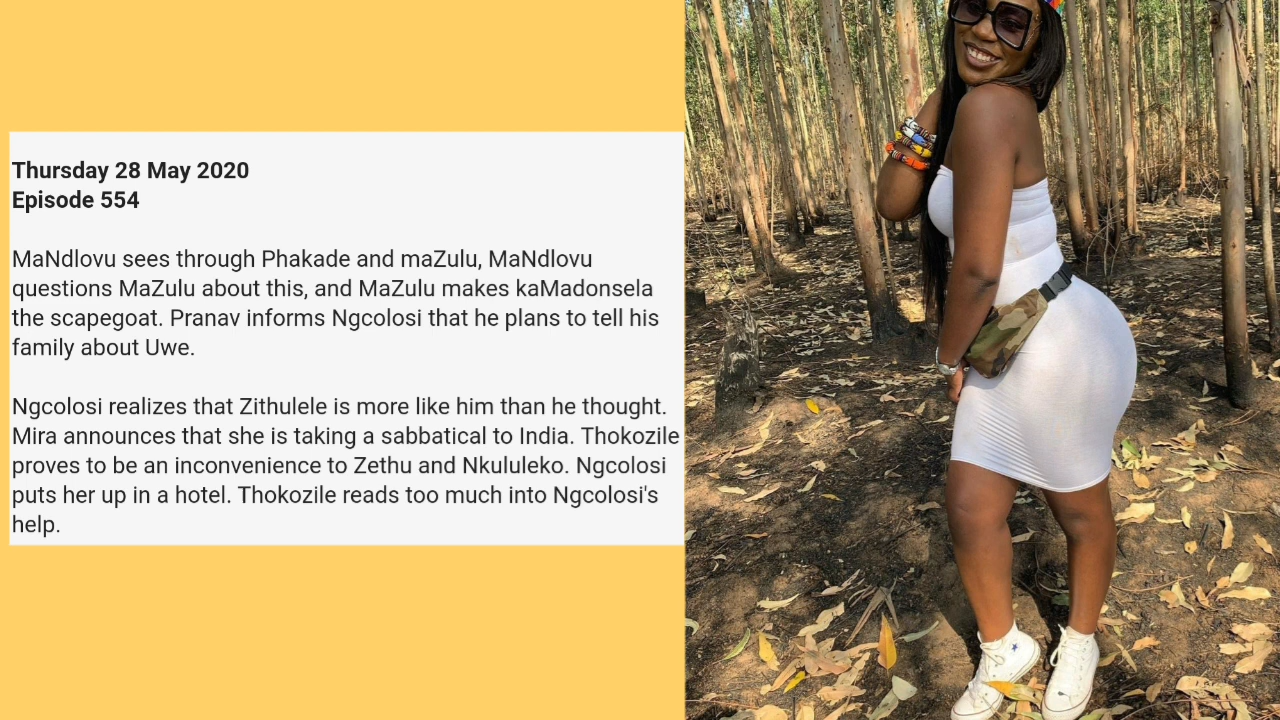 Thursday 28 May 2020
Episode 554
MaNdlovu sees through Phakade and maZulu, MaNdlovu
questions MaZulu about this, and MaZulu makes kaMadonsela
the scapegoat. Pranav informs Ngcolosi that he plans to tell his
family about Uwe.
Ngcolosi realizes that Zithulele is more like him than he thought.
Mira announces that she is taking a sabbatical to India. Thokozile
proves to be an inconvenience to Zethu and Nkululeko. Ngcolosi
puts her up in a hotel. Thokozile reads too much into Ngcolosi's
help.